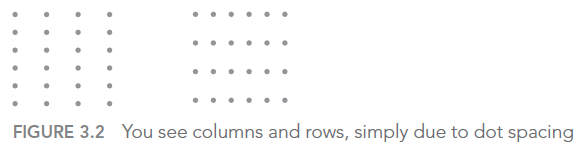 FIGURE 3.2 You see columns and rows, simply due to dot spacing